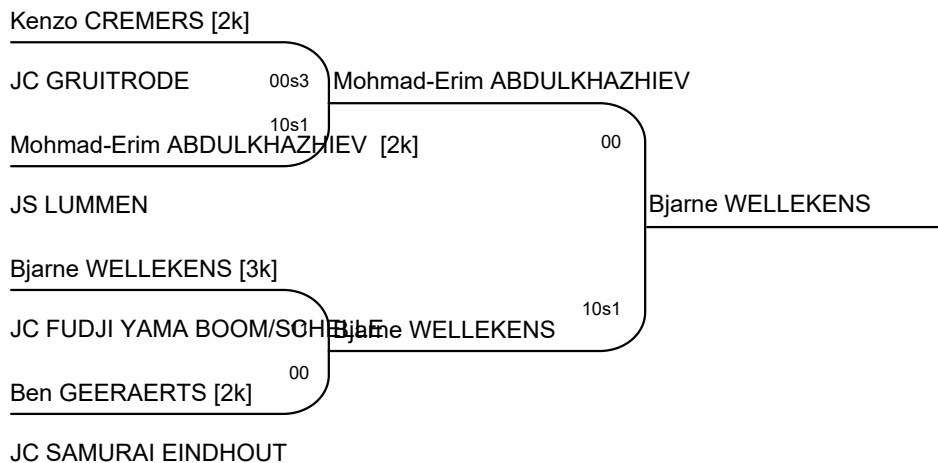 Kenzo CREMERS [2k]
JC GRUITRODE
00s3
Mohmad-Erim ABDULKHAZHIEV
10s1
Mohmad-Erim ABDULKHAZHIEV [2k]
00
JS LUMMEN
Bjarne WELLEKENS
Bjarne WELLEKENS [3k]
10s1
JC FUDJI YAMA BOOM/SCHELLE
Bjarne WELLEKENS
00
Ben GEERAERTS [2k]
JC SAMURAI EINDHOUT